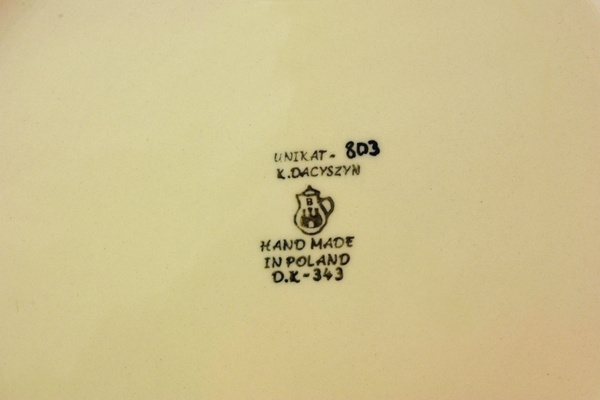 UNIKAT - 803
K.DACYSZYN
B
HAND MADE
IN POLAND
D.K-343